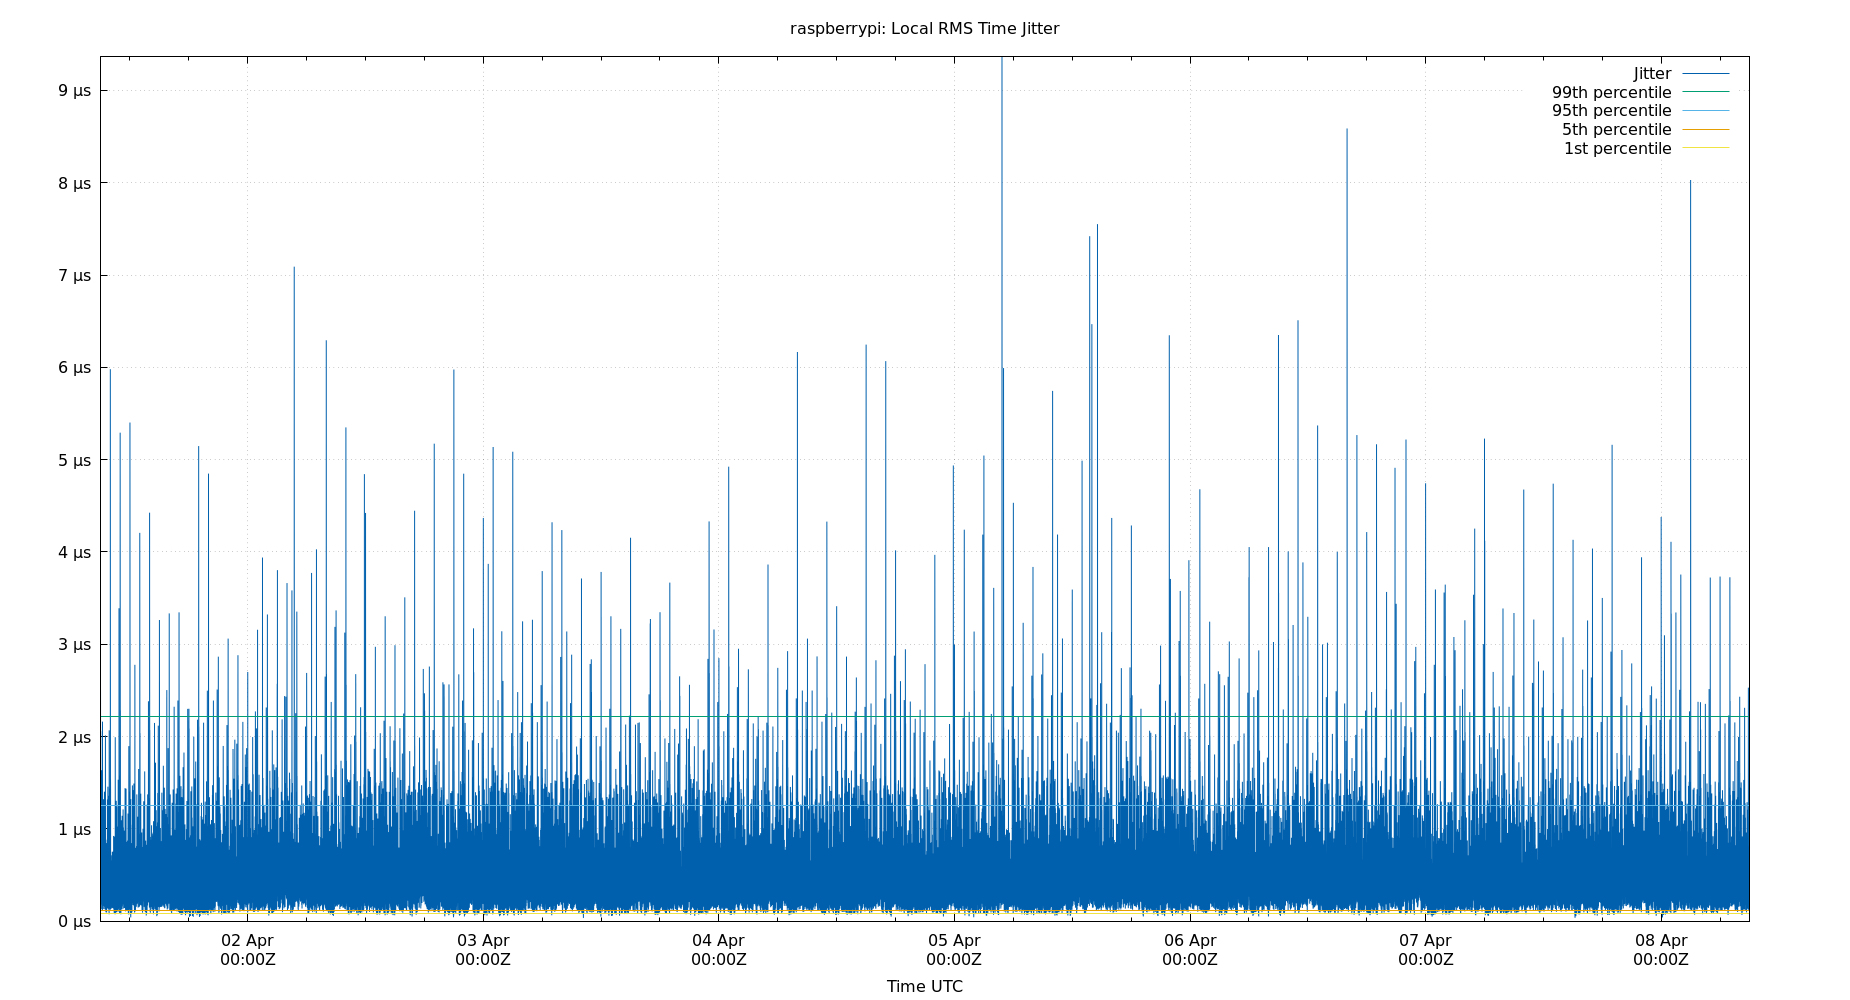 raspberrypi: Local RMS Time Jitter
Jitter
99th percentile
95th percentile
5th percentile
1st percentile
9 µs
8 µs
7 µs
6 µs
5 µs
4 µs
3 µs
2 µs
1 µs
0 µs
02 Apr 03 Apr 04 Apr 05 Apr 06 Apr 07 Apr 08 Apr
00:00Z 00:00Z 00:00Z 00:00Z 00:00Z 00:00Z 00:00Z
Time UTC